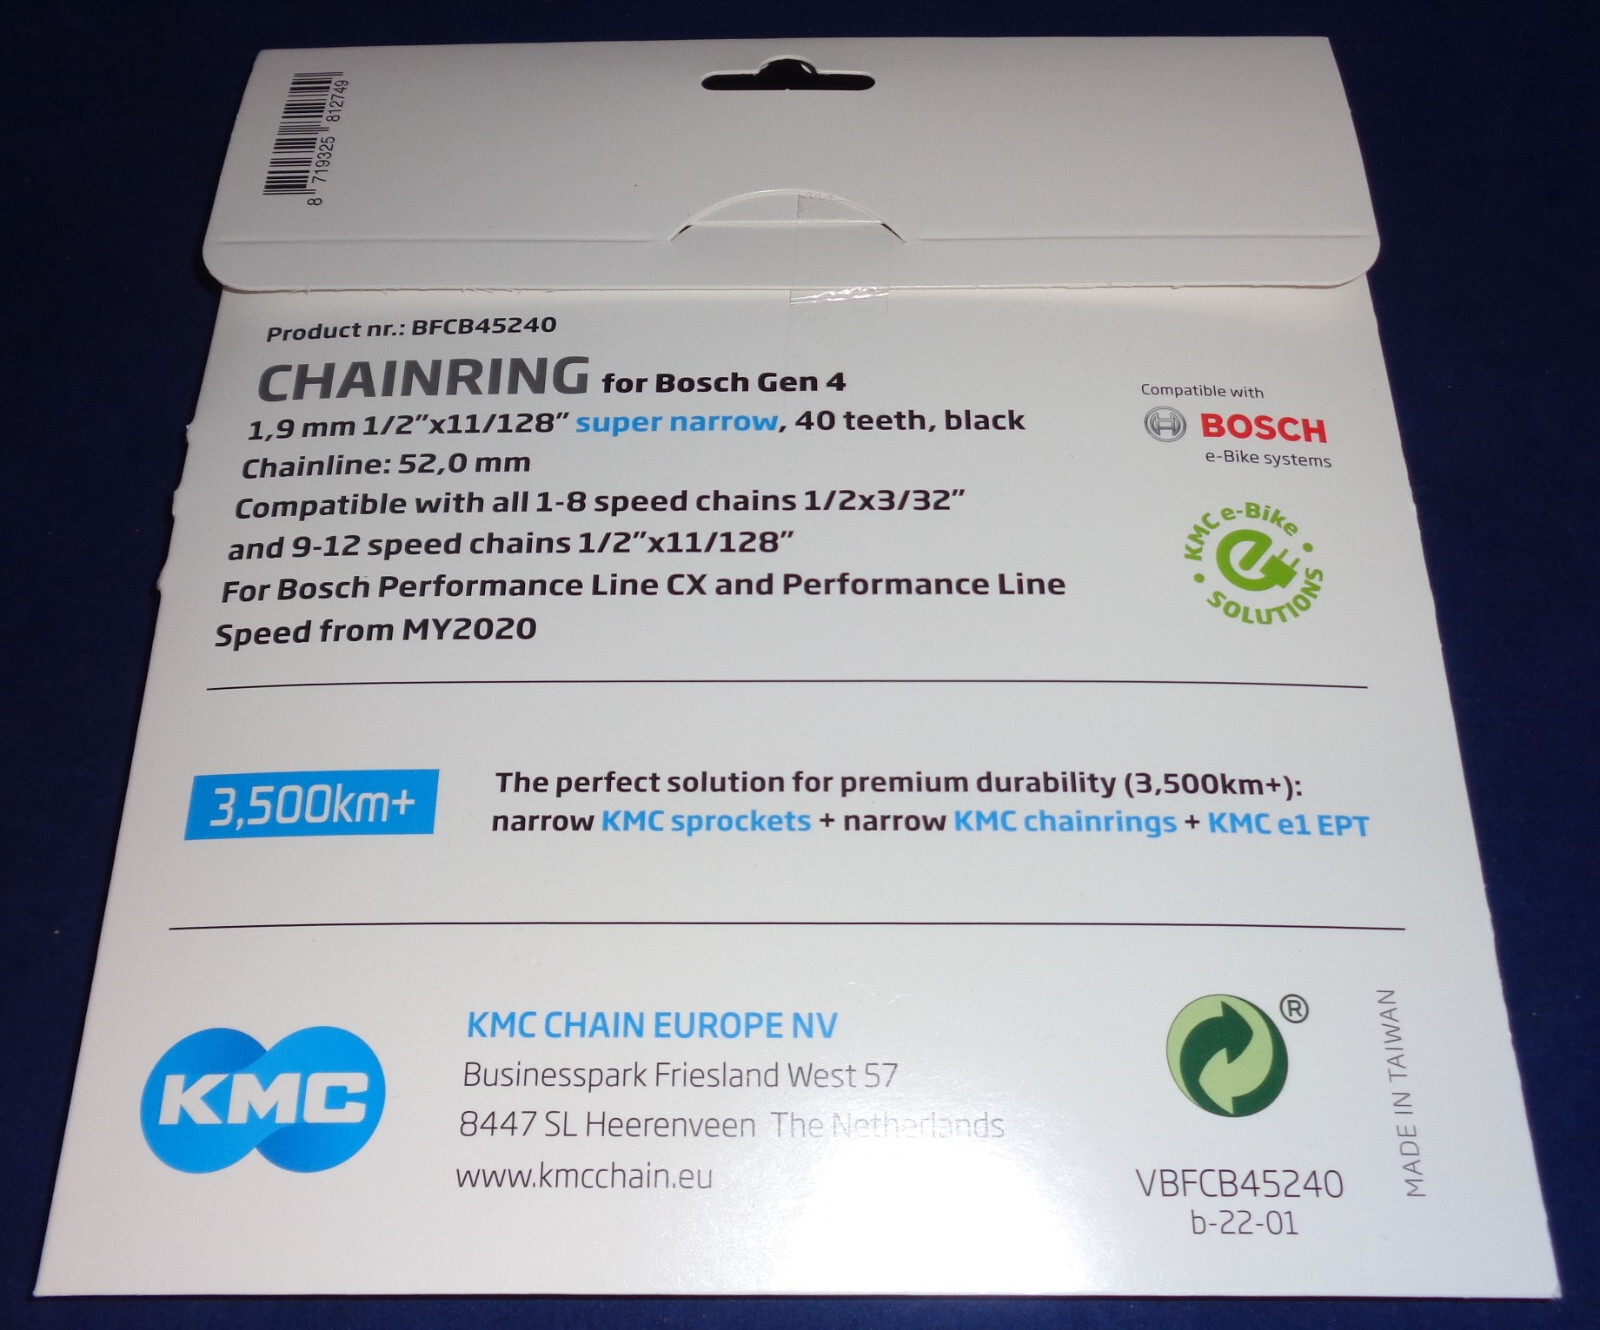 8 719325 812749
Product nr.: BFCB45240
CHAINRING for Bosch Gen 4
1,9 mm 1/2”x11/128” super narrow, 40 teeth, black
Chainline: 52,0 mm
Compatible with all 1-8 speed chains 1/2x3/32”
and 9-12 speed chains 1/2”x11/128”
For Bosch Performance Line CX and Performance Line
Speed from MY2020
Compatible with
BOSCH
e-Bike systems
KMC e-Bike
SOLUTIONS
3,500km+
The perfect solution for premium durability (3,500km+):
narrow KMC sprockets + narrow KMC chainrings + KMC e1 EPT
KMC
KMC CHAIN EUROPE NV
Businesspark Friesland West 57
8447 SL Heerenveen The Netherlands
www.kmcchain.eu
®
VBFCB45240
b-22-01
MADE IN TAIWAN